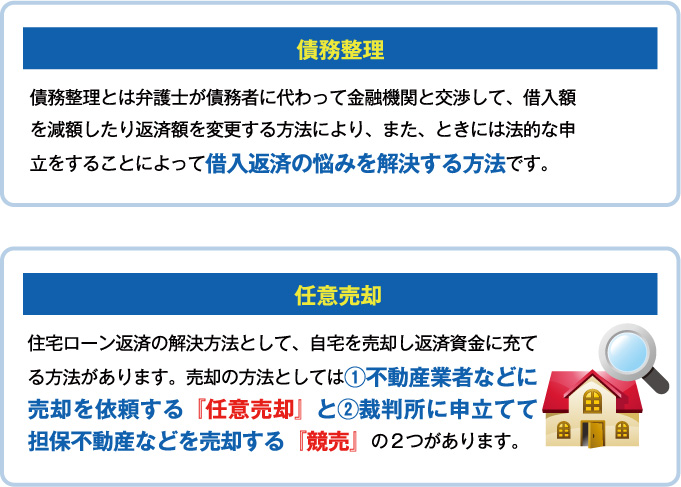 債務整理
債務整理とは弁護士が債務者に代わって金融機関と交渉して、借入額
を減額したり返済額を変更する方法により、また、ときには法的な申
立をすることによって借入返済の悩みを解決する方法です。
任意売却
住宅ローン返済の解決方法として、自宅を売却し返済資金に充て
る方法があります。売却の方法としては①不動産業者などに
売却を依頼する『任意売却』と②裁判所に申立てて
担保不動産などを売却する『競売』の２つがあります。